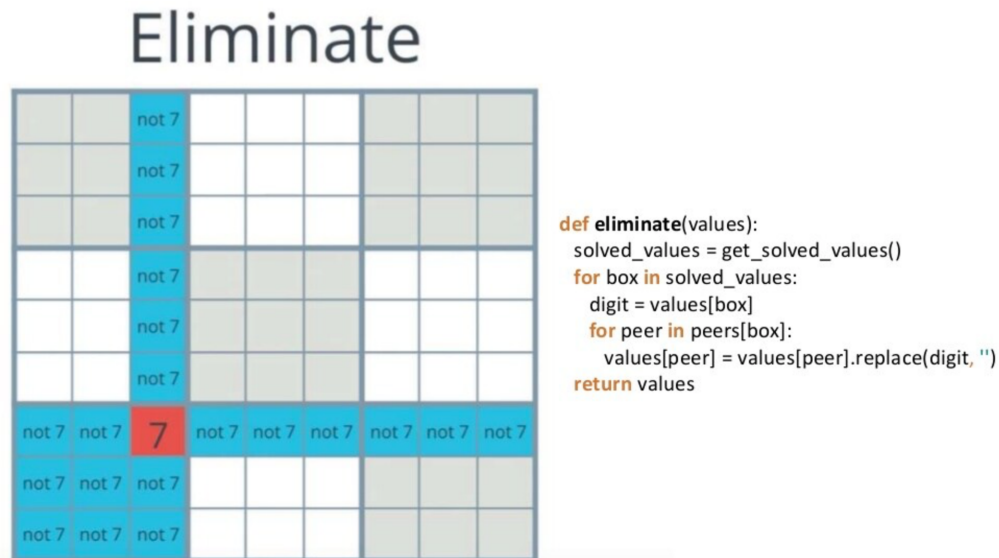 Eliminate
not 7
not 7
not 7
not 7
not 7
not 7
not 7 not 7 7 not 7 not 7 not 7 not 7 not 7 not 7
not 7 not 7 not 7
not 7 not 7 not 7
def eliminate(values):
solved_values = get_solved_values()
for box in solved_values:
digit = values[box]
for peer in peers[box]:
values[peer] = values[peer].replace(digit, '')
return values